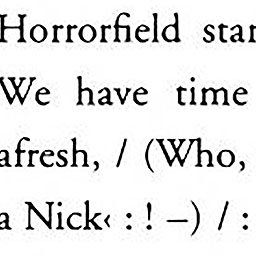 Horrorfield star
We have time
afresh, / (Who,
a Nick‹ : ! –) / :